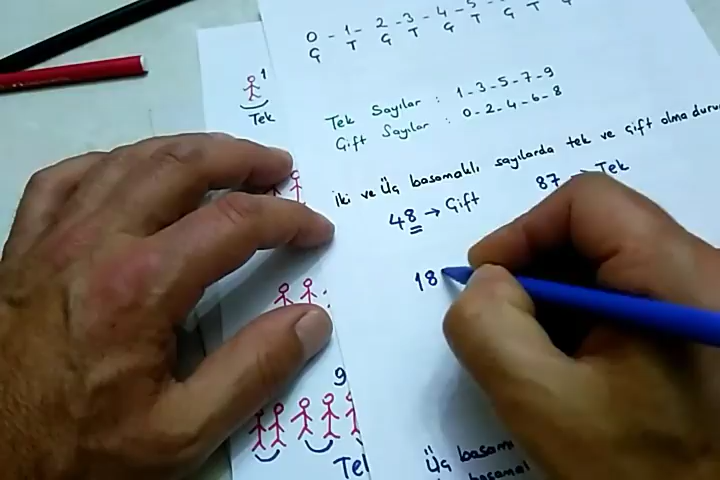 0 - 1 - 2 - 3 - 4 - 5
Ç T Ç T Ç T Ç T Ç
1
Tek
Tek Sayılar : 1 - 3 - 5 - 7 - 9
Çift Sayılar : 0 - 2 - 4 - 6 - 8
İki ve Üç basamaklı sayılarda tek ve çift olma
48 → Çift
87 → Tek
18
9
Tek
Üç